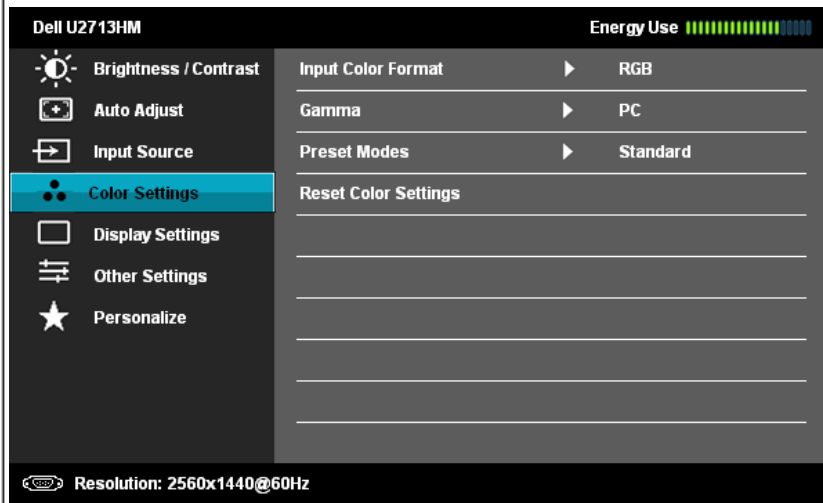 Dell U2713HM Energy Use
Brightness / Contrast
Auto Adjust
Input Source
Color Settings
Display Settings
Other Settings
Personalize
Input Color Format RGB
Gamma PC
Preset Modes Standard
Reset Color Settings
Resolution: 2560x1440@60Hz